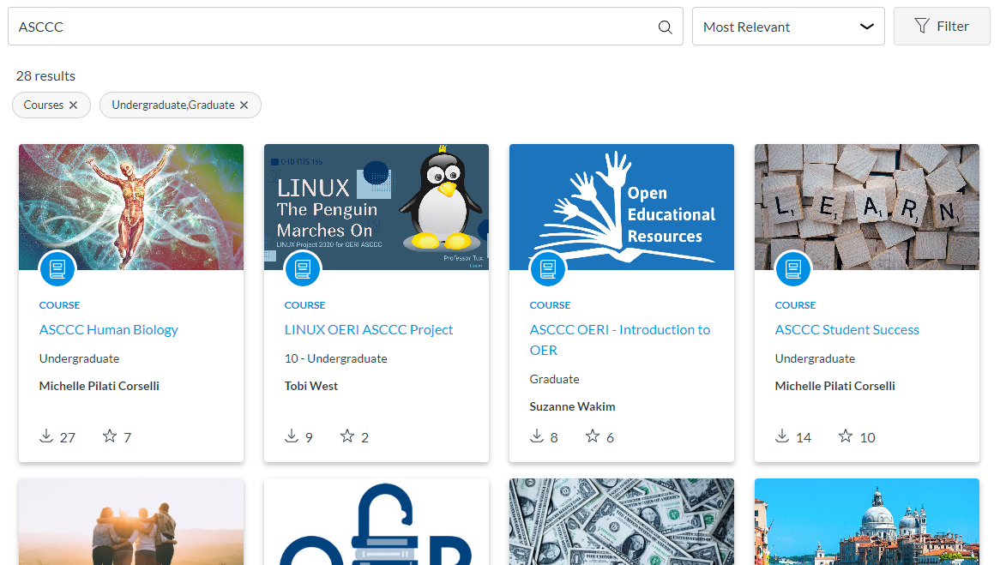 ASCCC
Most Relevant
Filter
28 results
Courses
Undergraduate,Graduate
C-ID ITIS 155
LINUX
The Penguin
Marches On
LINUX Project 2020 for OERI ASCCC
Professor Tux
Linux
Open
Educational
Resources
LEARN
COURSE
ASCCC Human Biology
Undergraduate
Michelle Pilati Corselli
27 7
COURSE
LINUX OERI ASCCC Project
10 - Undergraduate
Tobi West
9 2
COURSE
ASCCC OERI - Introduction to
OER
Graduate
Suzanne Wakim
8 6
COURSE
ASCCC Student Success
Undergraduate
Michelle Pilati Corselli
14 10